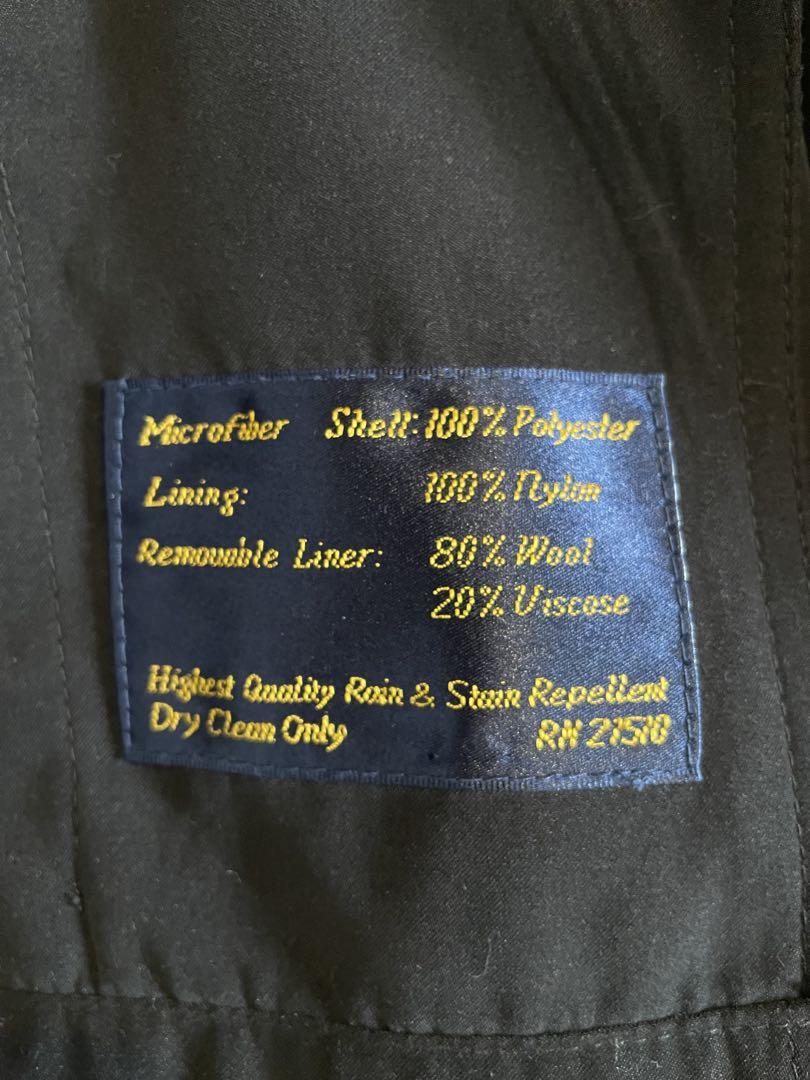 Microfiber Shell: 100% Polyester
Lining: 100% Nylon
Removable Liner: 80% Wool
20% Viscose
Highest Quality Rain & Stain Repellent
Dry Clean Only RN